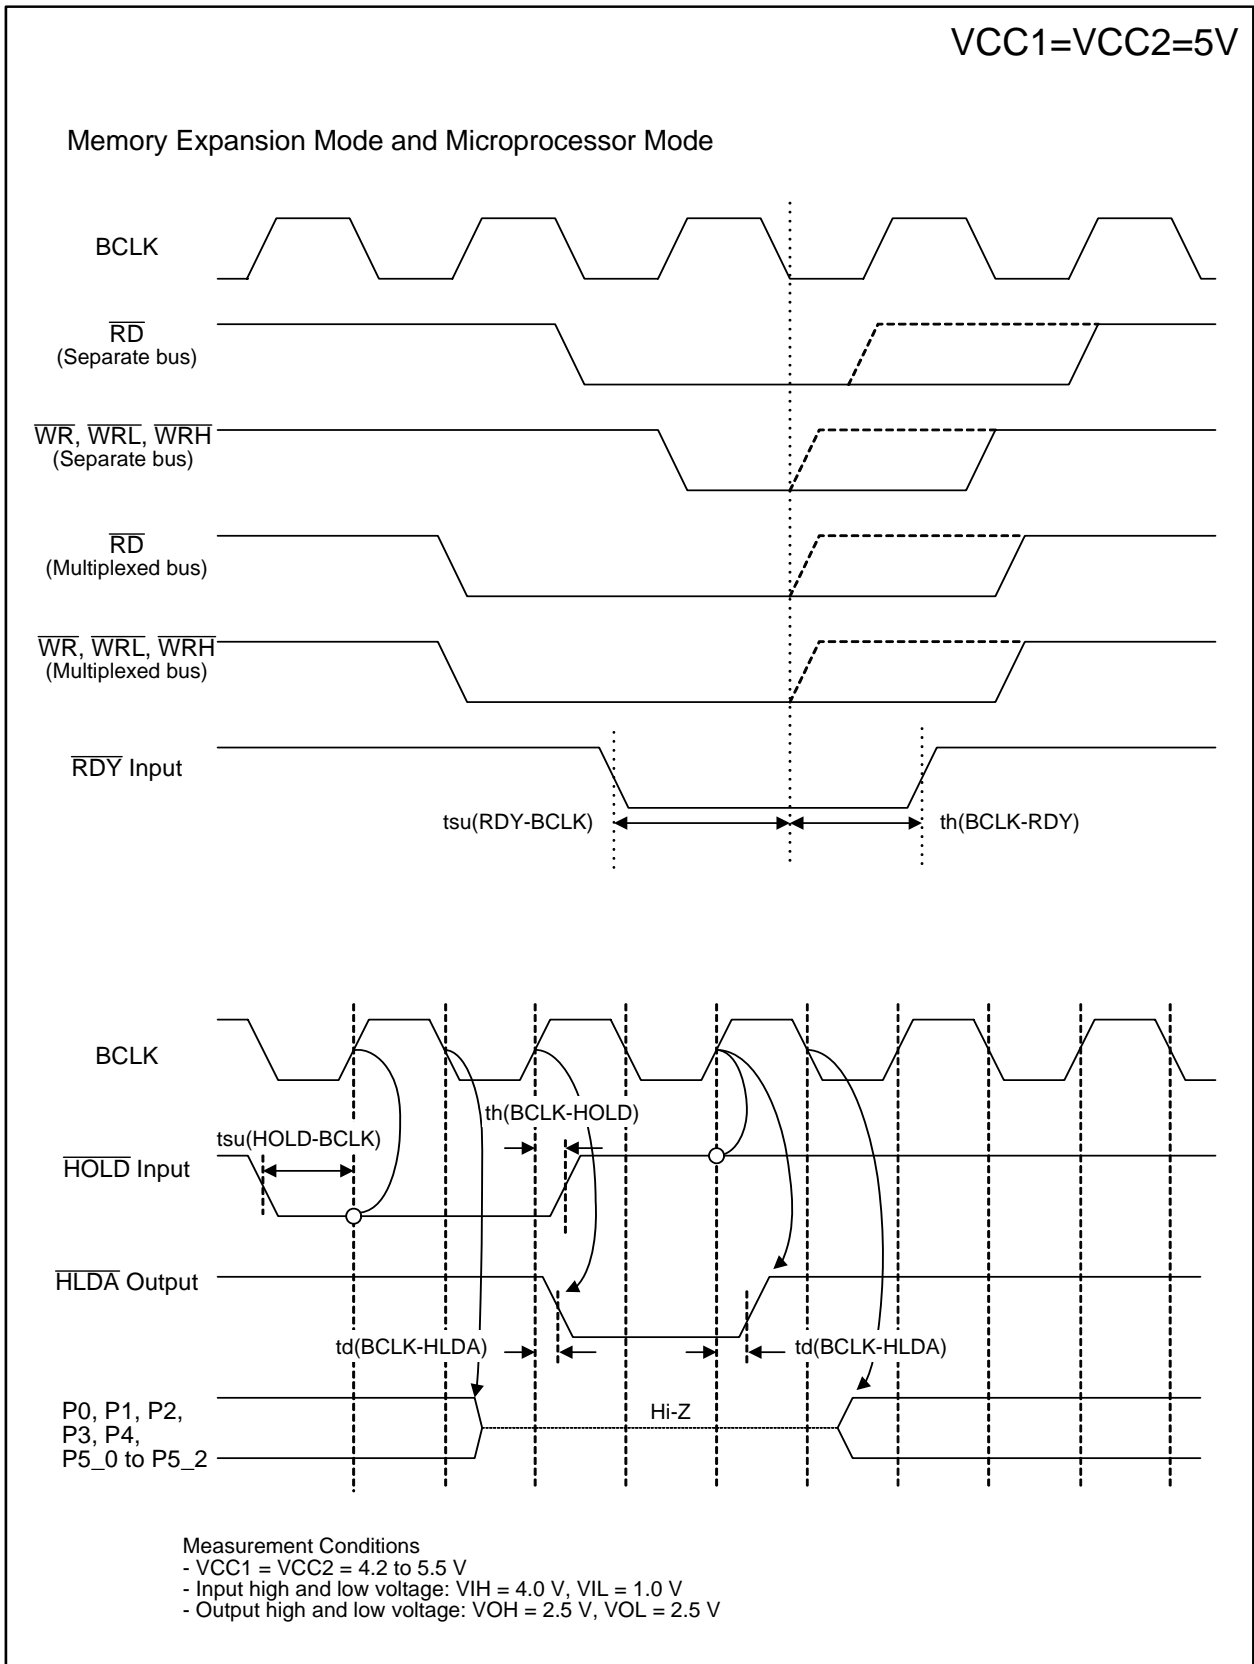 VCC1=VCC2=5V
Memory Expansion Mode and Microprocessor Mode
BCLK
RD
(Separate bus)
WR, WRL, WRH
(Separate bus)
RD
(Multiplexed bus)
WR, WRL, WRH
(Multiplexed bus)
RDY Input
tsu(RDY-BCLK)
th(BCLK-RDY)
BCLK
th(BCLK-HOLD)
tsu(HOLD-BCLK)
HOLD Input
HLDA Output
td(BCLK-HLDA)
td(BCLK-HLDA)
P0, P1, P2,
P3, P4,
P5_0 to P5_2
Hi-Z
Measurement Conditions
- VCC1 = VCC2 = 4.2 to 5.5 V
- Input high and low voltage: VIH = 4.0 V, VIL = 1.0 V
- Output high and low voltage: VOH = 2.5 V, VOL = 2.5 V